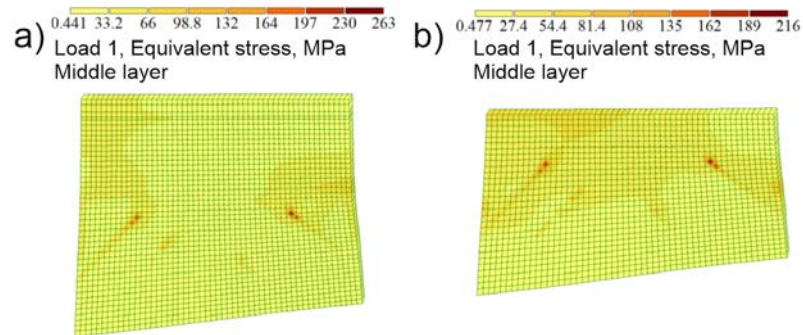 0.441 33.2 66 98.8 132 164 197 230 263
a) Load 1, Equivalent stress, MPa
Middle layer
0.477 27.4 54.4 81.4 108 135 162 189 216
b) Load 1, Equivalent stress, MPa
Middle layer